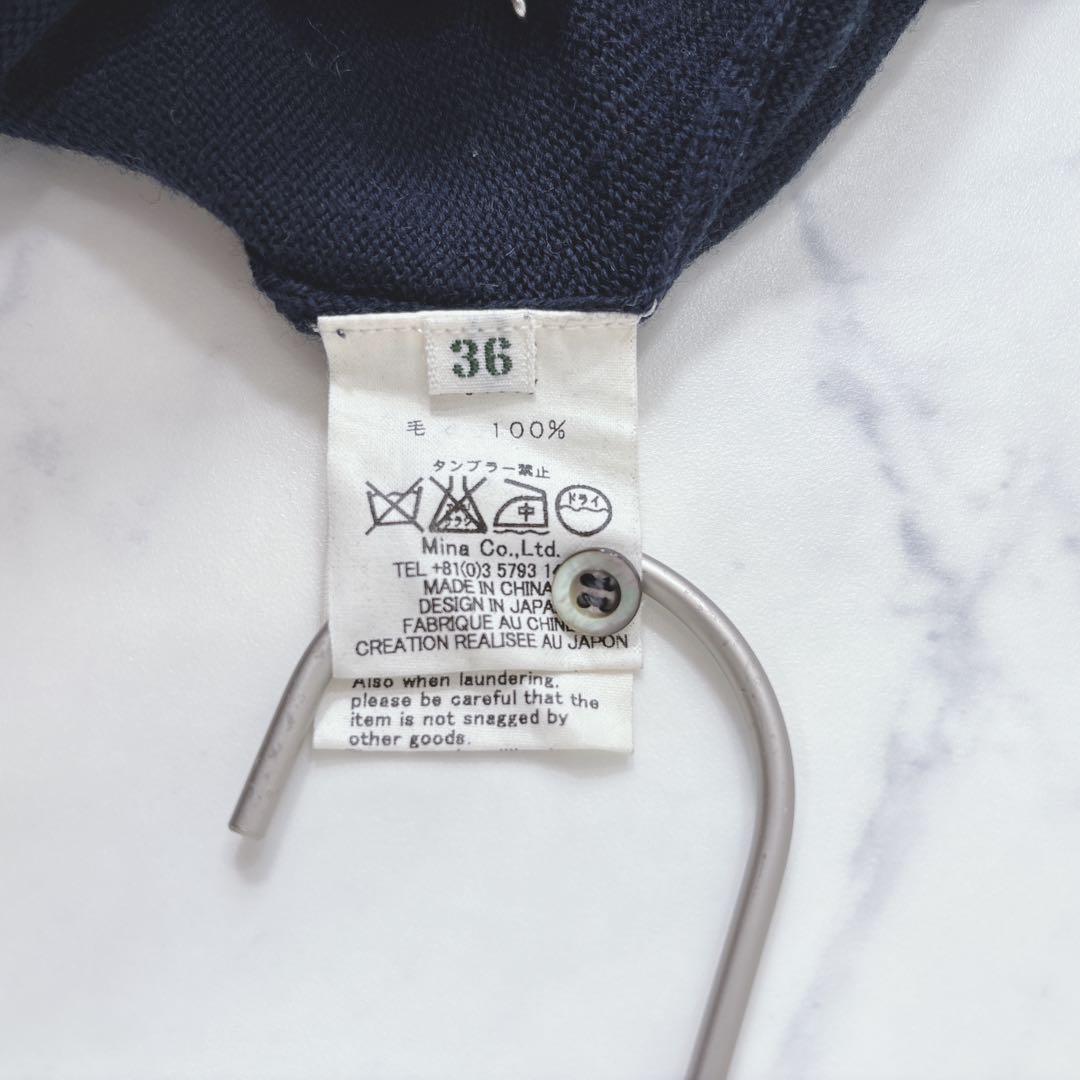 36
毛 100%
タンブラー禁止
中 ドライ
Mina Co.,Ltd.
TEL +81(0)3 5793
MADE IN CHINA
DESIGN IN
FABRIQUE AU
CREATION REALISEE AU JAPON
Also when laundering,
please be careful that the
item is not snagged by
other goods.